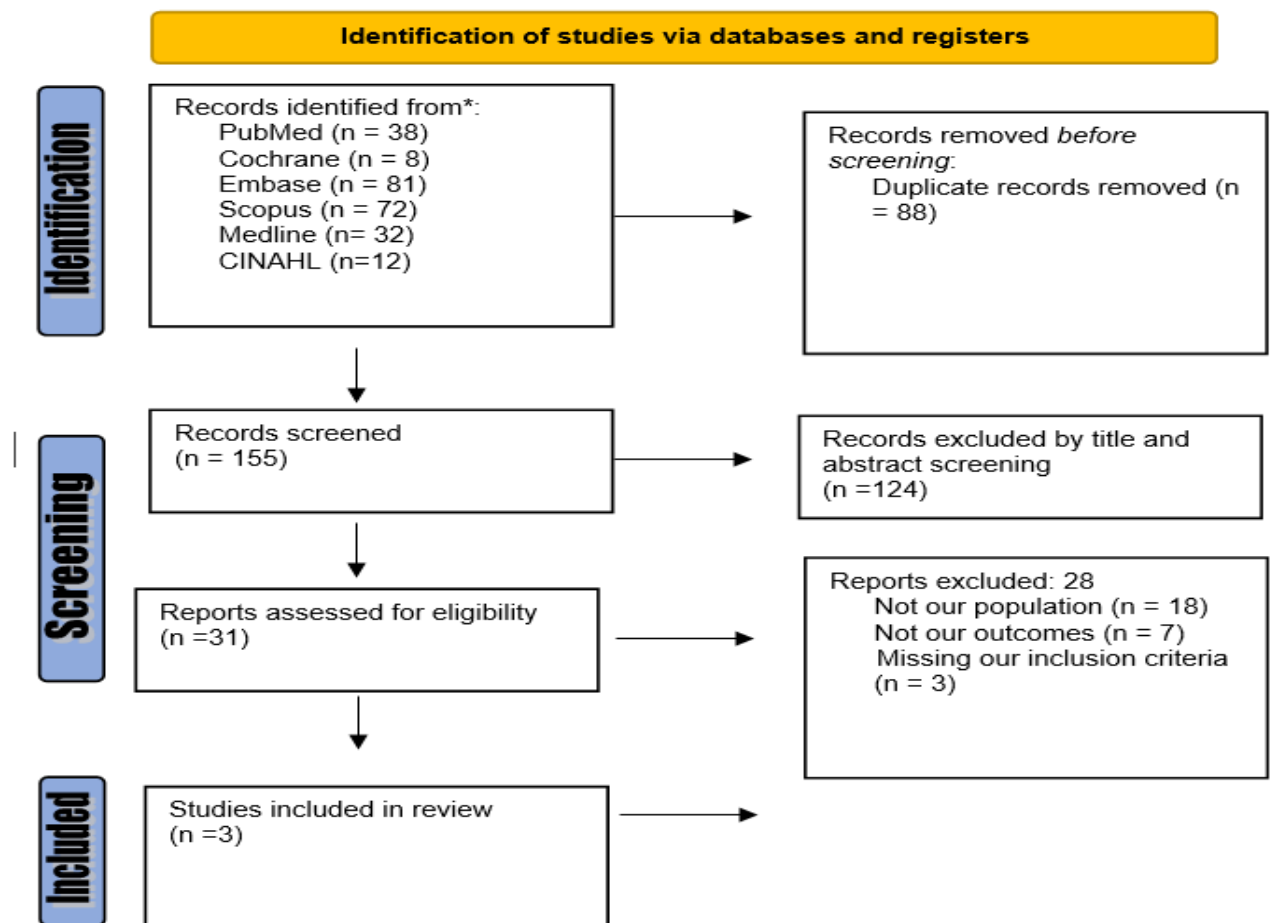 Identification of studies via databases and registers
Identification
Records identified from*:
PubMed (n = 38)
Cochrane (n = 8)
Embase (n = 81)
Scopus (n = 72)
Medline (n= 32)
CINAHL (n=12)
Records removed before
screening:
Duplicate records removed (n
= 88)
Screening
Records screened
(n = 155)
Records excluded by title and
abstract screening
(n =124)
Reports assessed for eligibility
(n =31)
Reports excluded: 28
Not our population (n = 18)
Not our outcomes (n = 7)
Missing our inclusion criteria
(n = 3)
Included
Studies included in review
(n =3)